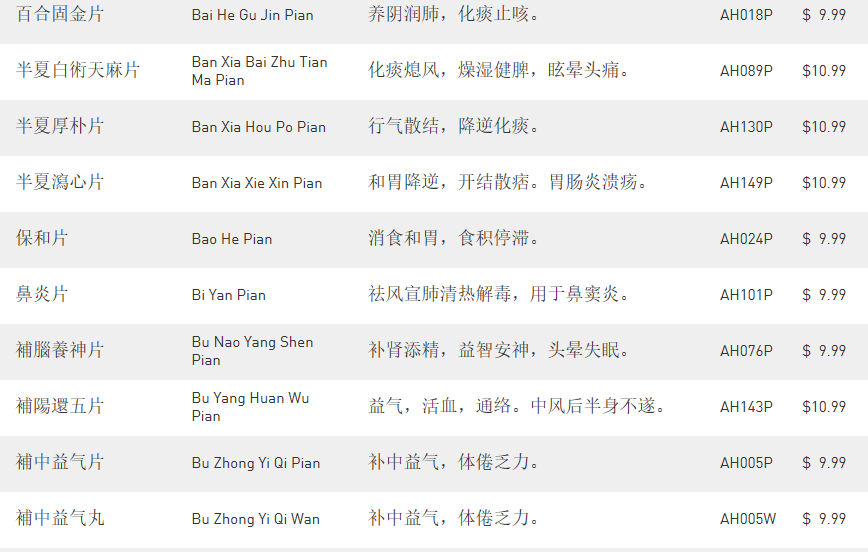 百合固金片 Bai He Gu Jin Pian 养阴润肺，化痰止咳。 AH018P $ 9.99
半夏白術天麻片 Ban Xia Bai Zhu Tian Ma Pian 化痰熄风，燥湿健脾，眩晕头痛。 AH089P $10.99
半夏厚朴片 Ban Xia Hou Po Pian 行气散结，降逆化痰。 AH130P $10.99
半夏瀉心片 Ban Xia Xie Xin Pian 和胃降逆，开结散痞。胃肠炎溃疡。 AH149P $10.99
保和片 Bao He Pian 消食和胃，食积停滞。 AH024P $ 9.99
鼻炎片 Bi Yan Pian 祛风宣肺清热解毒，用于鼻窦炎。 AH101P $ 9.99
補腦養神片 Bu Nao Yang Shen Pian 补肾添精，益智安神，头晕失眠。 AH076P $ 9.99
補陽還五片 Bu Yang Huan Wu Pian 益气，活血，通络。中风后半身不遂。 AH143P $10.99
補中益气片 Bu Zhong Yi Qi Pian 补中益气，体倦乏力。 AH005P $ 9.99
補中益气丸 Bu Zhong Yi Qi Wan 补中益气，体倦乏力。 AH005W $ 9.99